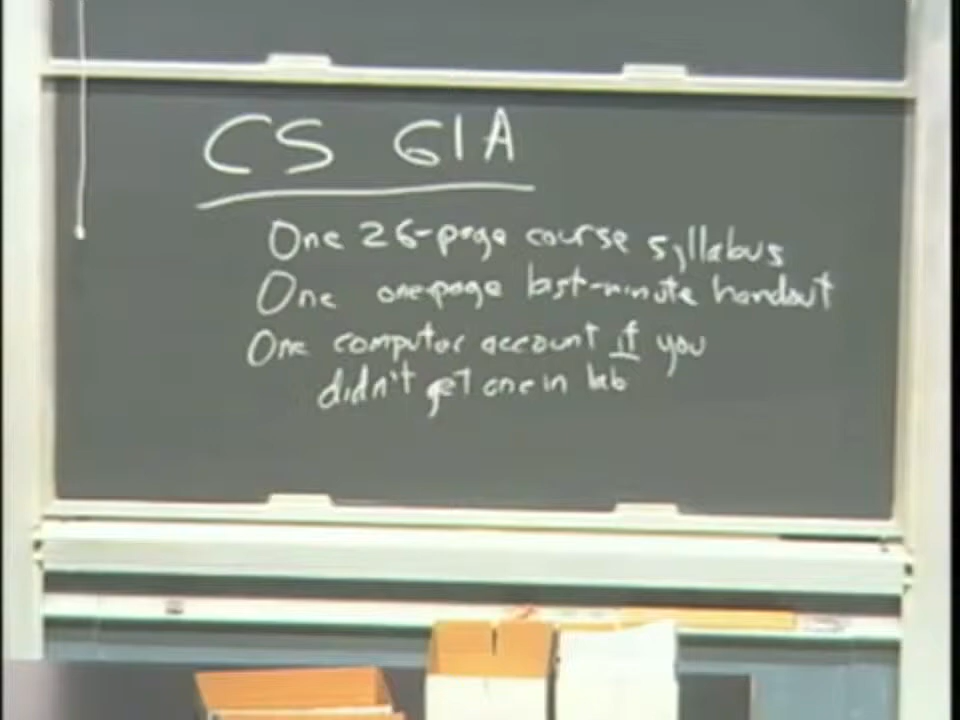 CS 61A
One 26-page course syllabus
One one-page last-minute handout
One computer account if you
didn't get one in lab